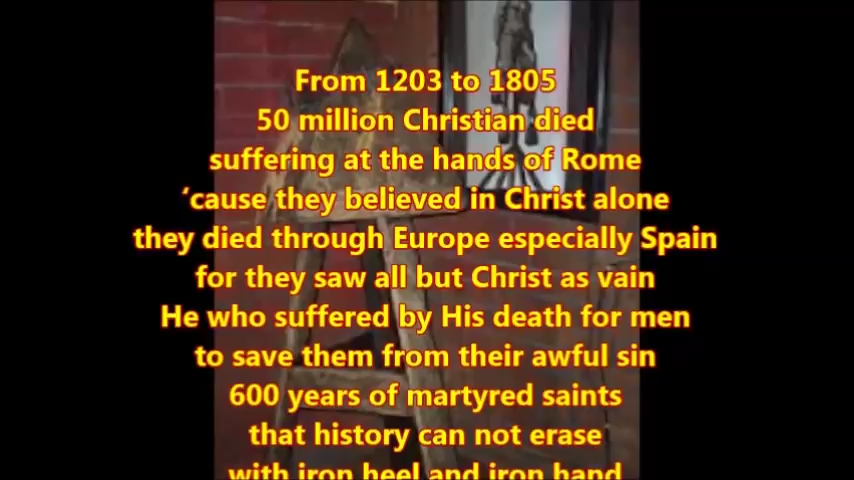 From 1203 to 1805
50 million Christian died
suffering at the hands of Rome
‘cause they believed in Christ alone
they died through Europe especially Spain
for they saw all but Christ as vain
He who suffered by His death for men
to save them from their awful sin
600 years of martyred saints
that history can not erase
with iron heel and iron hand